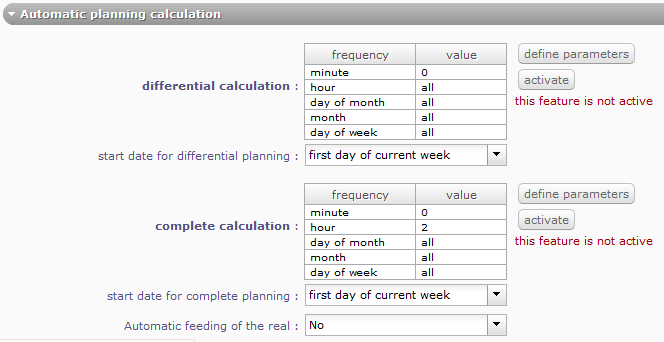 Automatic planning calculation
frequency value
differential calculation : minute 0 define parameters
hour all activate
day of month all this feature is not active
month all
day of week all
start date for differential planning : first day of current week
frequency value
complete calculation : minute 0 define parameters
hour 2 activate
day of month all this feature is not active
month all
day of week all
start date for complete planning : first day of current week
Automatic feeding of the real : No